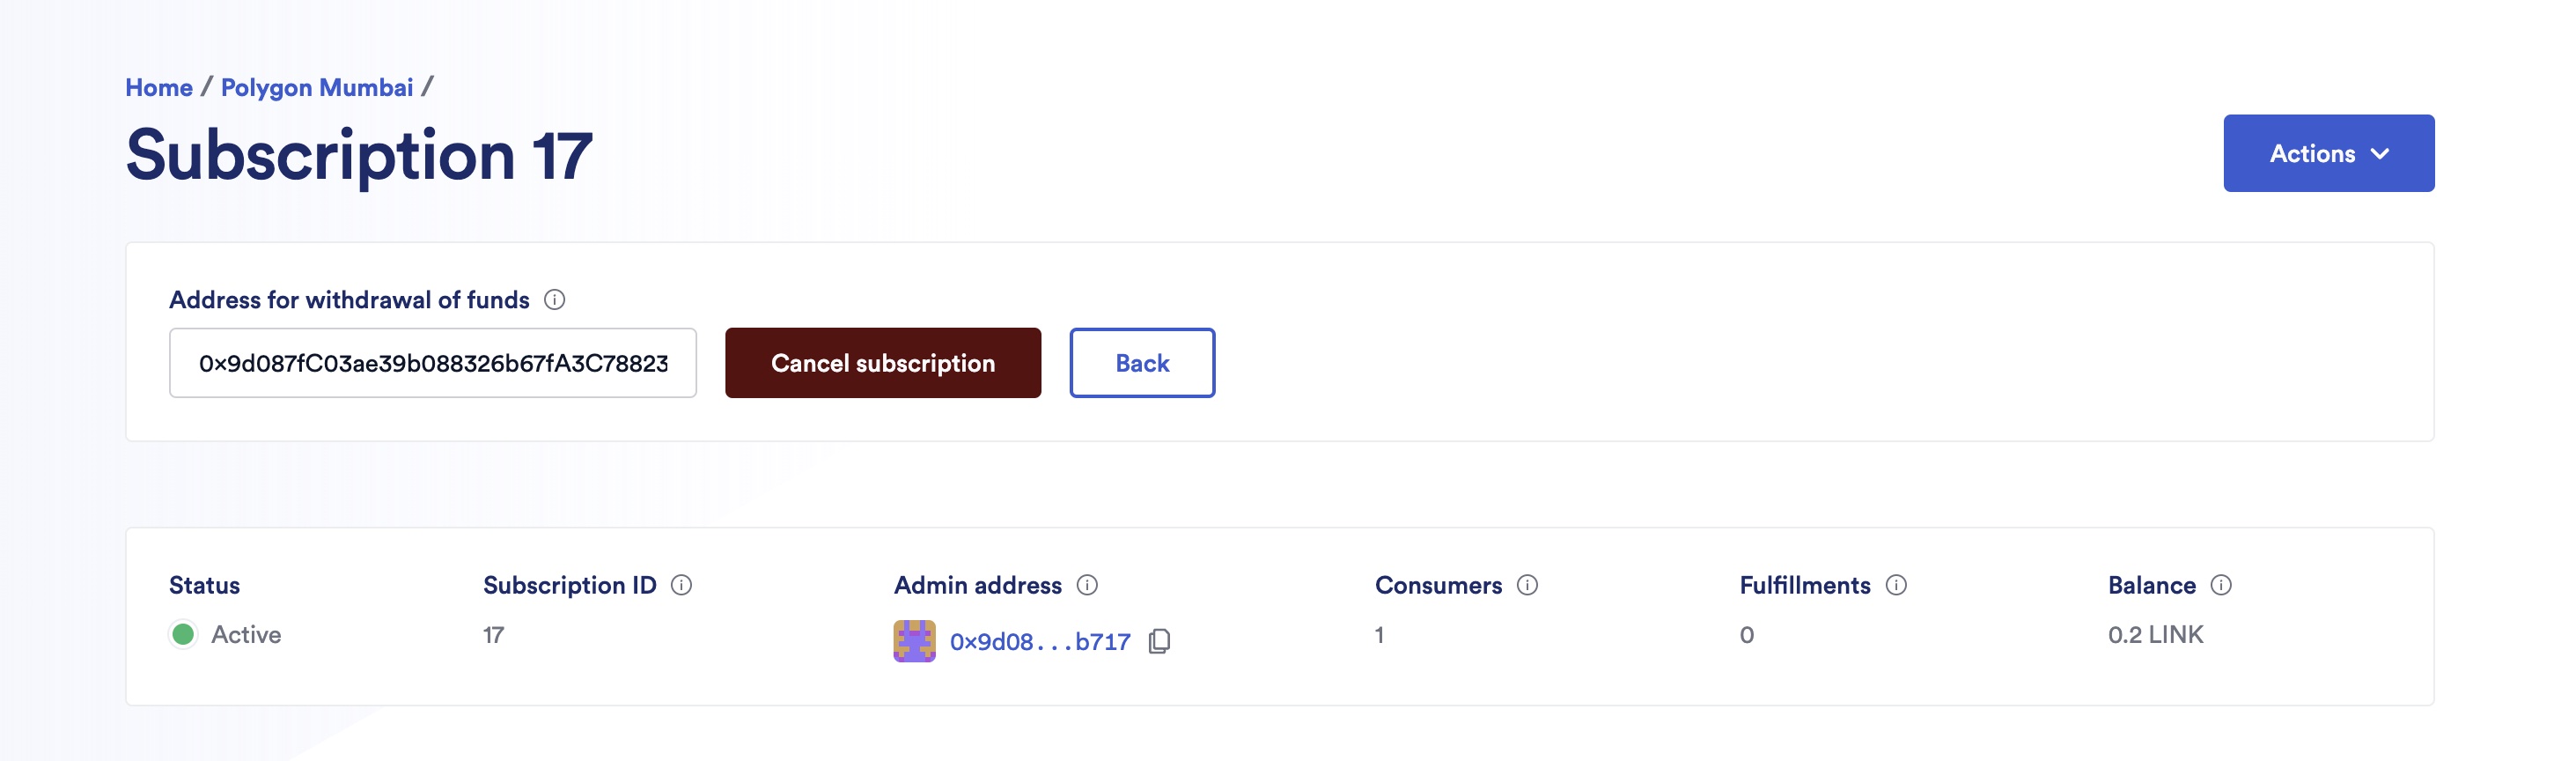 Home / Polygon Mumbai /
Subscription 17
Actions
Address for withdrawal of funds
0x9d087fC03ae39b088326b67fA3C78823
Cancel subscription
Back
Status
Subscription ID
Admin address
Consumers
Fulfillments
Balance
Active
17
0x9d08...b717
1
0
0.2 LINK